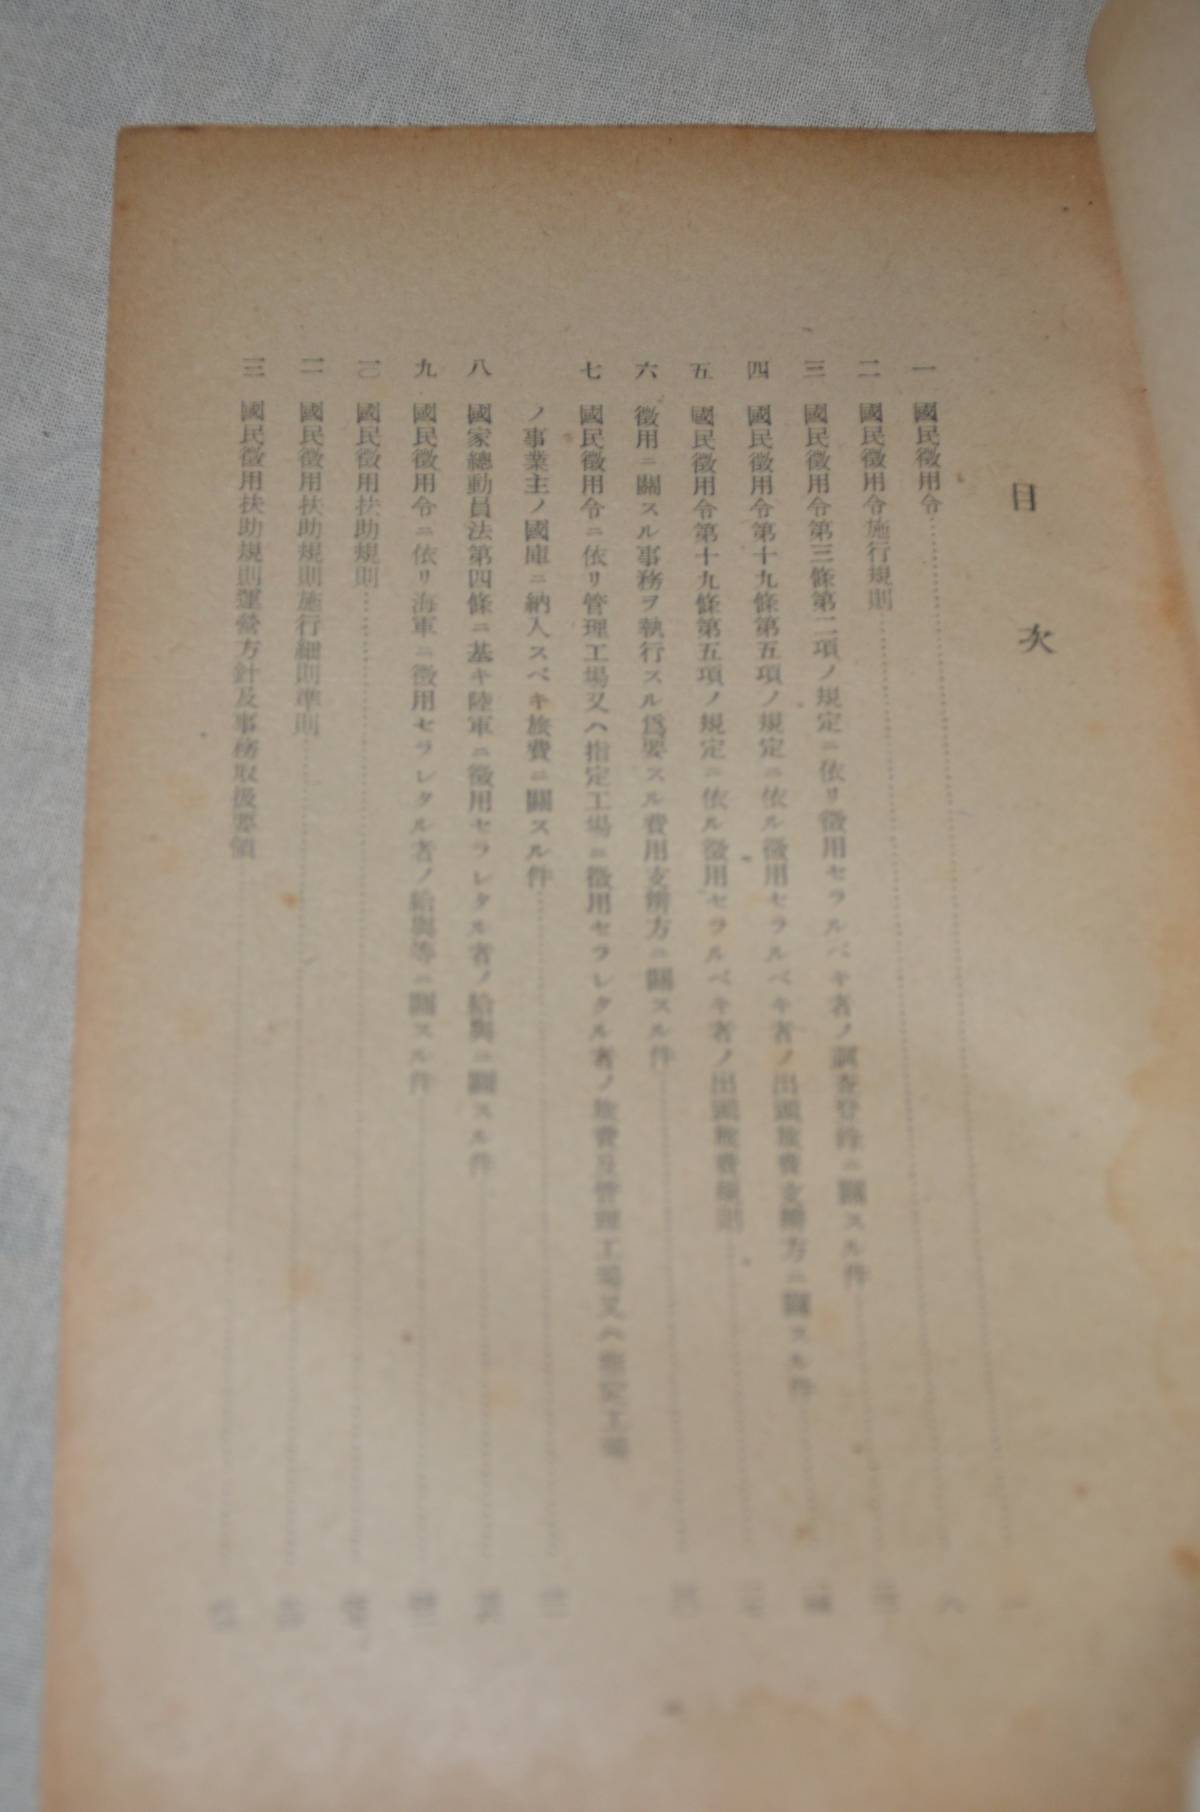 目次
一 國民徵用令
二 國民徵用令施行規則
三 國民徵用令第三條第二項ノ規定ニ依リ徵用セラルベキ者ノ調査登錄ニ關スル件
四 國民徵用令第十九條第五項ノ規定ニ依ル徵用セラルベキ者ノ出頭旅費支辨方ニ關スル件
五 國民徵用令第十九條第五項ノ規定ニ依ル徵用セラルベキ者ノ出頭旅費規則
六 徵用ニ關スル事務ヲ執行スル爲要スル費用支辨方ニ關スル件
七 國民徵用令ニ依リ管理工場又ハ指定工場ニ徵用セラレタル者ノ旅費及管理工場又ハ指定工場
ノ事業主ノ國庫ニ納入スベキ旅費ニ關スル件
八 國家總動員法第四條ニ基キ陸軍ニ徵用セラレタル者ノ給與ニ關スル件
九 國民徵用令ニ依リ海軍ニ徵用セラレタル者ノ給與等ニ關スル件
一〇 國民徵用扶助規則
一一 國民徵用扶助規則施行細則準則
一二 國民徵用扶助規則運營方針及事務取扱要領